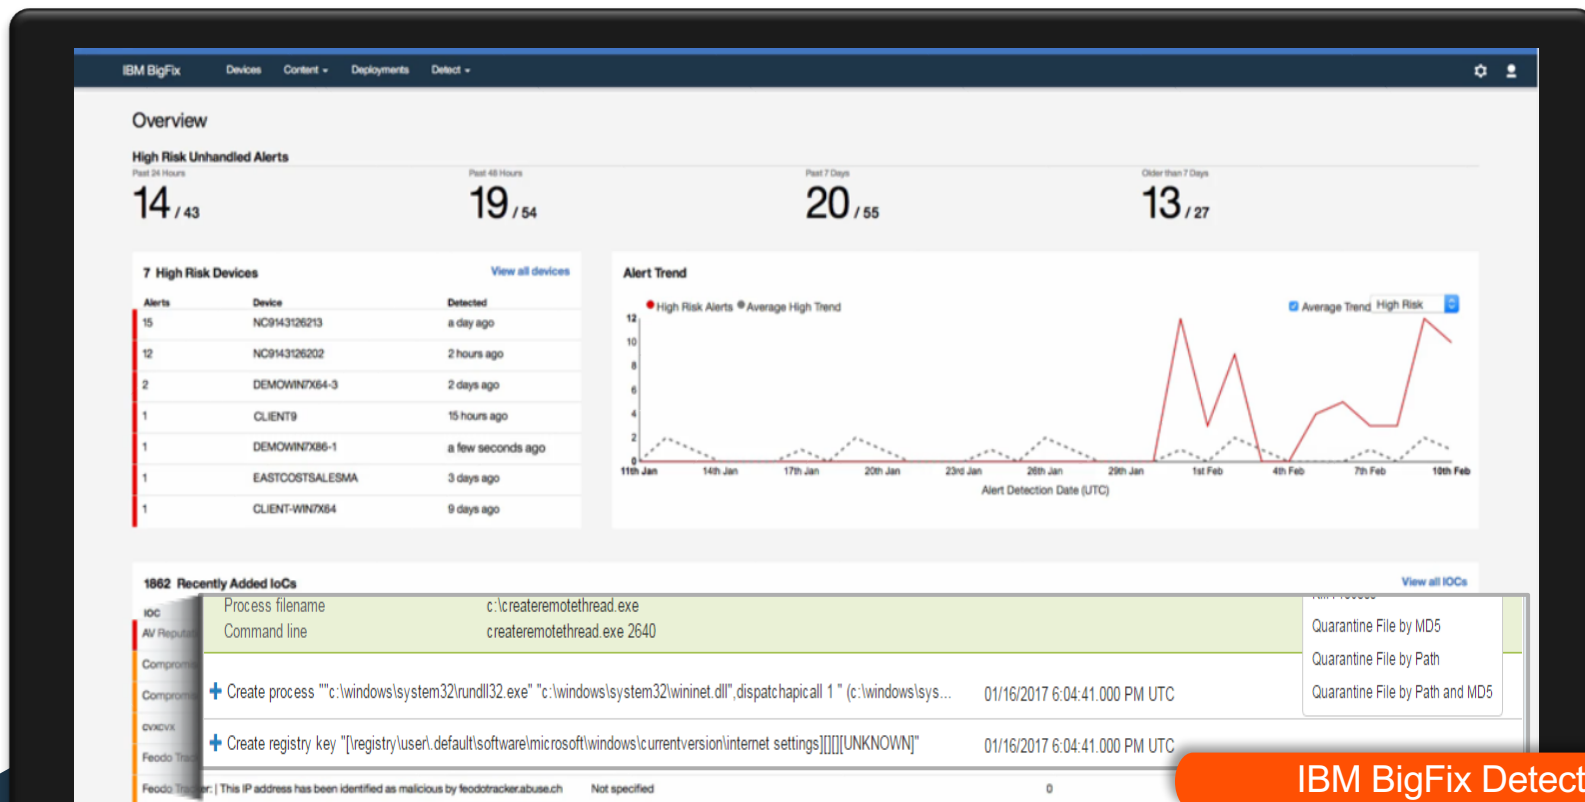 IBM BigFix Devices Content Deployments Detect
Overview
High Risk Unhandled Alerts
Past 24 Hours Past 48 Hours Past 7 Days Older than 7 Days
14 / 43 19 / 54 20 / 55 13 / 27
7 High Risk Devices View all devices
Alerts Device Detected
15 NC9143126213 a day ago
12 NC9143126202 2 hours ago
2 DEMOWIN7X64-3 2 days ago
1 CLIENT9 15 hours ago
1 DEMOWIN7X86-1 a few seconds ago
1 EASTCOSTSALESMA 3 days ago
1 CLIENT-WIN7X64 9 days ago
Alert Trend
High Risk Alerts Average High Trend Average Trend High Risk
12
10
8
6
4
2
0
11th Jan 14th Jan 17th Jan 20th Jan 23rd Jan 26th Jan 29th Jan 1st Feb 4th Feb 7th Feb 10th Feb
Alert Detection Date (UTC)
1862 Recently Added IoCs View all IOCs
IOC
AV Reputa
Compromis
Compromis
cvxcvx
Feodo Trac
Process filename c:\createremotethread.exe
Command line createremotethread.exe 2640
Kill Process
Quarantine File by MD5
Quarantine File by Path
Quarantine File by Path and MD5
+ Create process ""c:\windows\system32\rundll32.exe" "c:\windows\system32\wininet.dll",dispatchapicall 1 " (c:\windows\sys... 01/16/2017 6:04:41.000 PM UTC
+ Create registry key "[\registry\user\.default\software\microsoft\windows\currentversion\internet settings][][][UNKNOWN]" 01/16/2017 6:04:41.000 PM UTC
Feodo Tracker: | This IP address has been identified as malicious by feodotracker.abuse.ch Not specified 0
IBM BigFix Detect